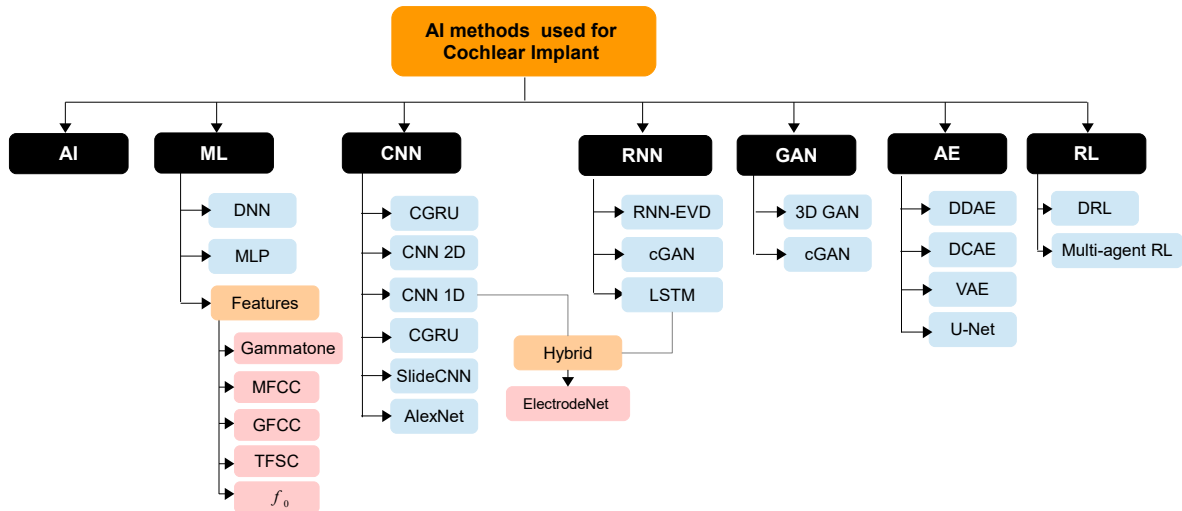 AI methods used for
Cochlear Implant
AI
ML
CNN
RNN
GAN
AE
RL
DNN
MLP
Features
Gammatone
MFCC
GFCC
TFSC
f0
CGRU
CNN 2D
CNN 1D
CGRU
SlideCNN
AlexNet
Hybrid
ElectrodeNet
RNN-EVD
cGAN
LSTM
3D GAN
cGAN
DDAE
DCAE
VAE
U-Net
DRL
Multi-agent RL